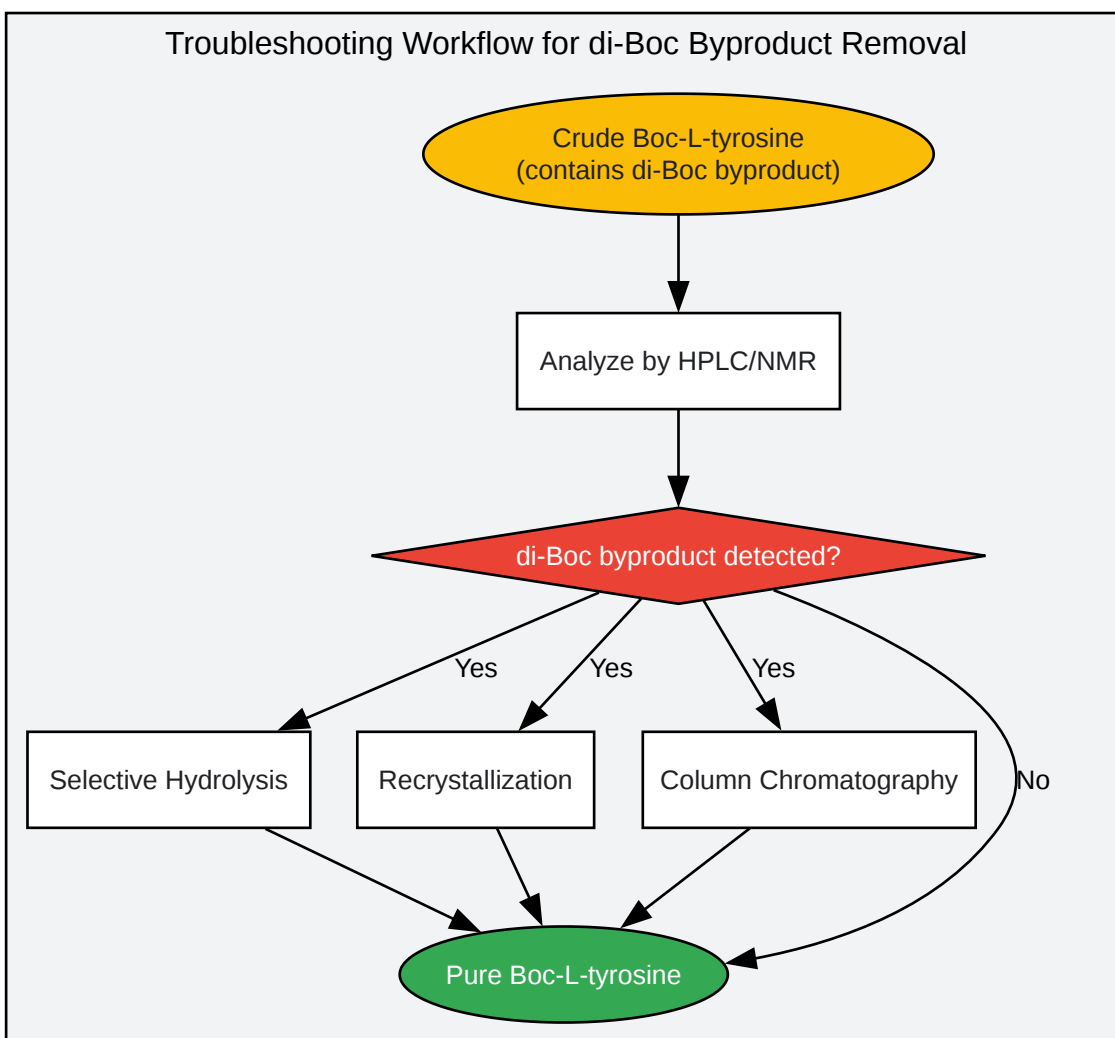 Troubleshooting Workflow for di-Boc Byproduct Removal
Crude Boc-L-tyrosine
(contains di-Boc byproduct)
Analyze by HPLC/NMR
di-Boc byproduct detected?
Yes
Yes
Yes
No
Selective Hydrolysis
Recrystallization
Column Chromatography
Pure Boc-L-tyrosine